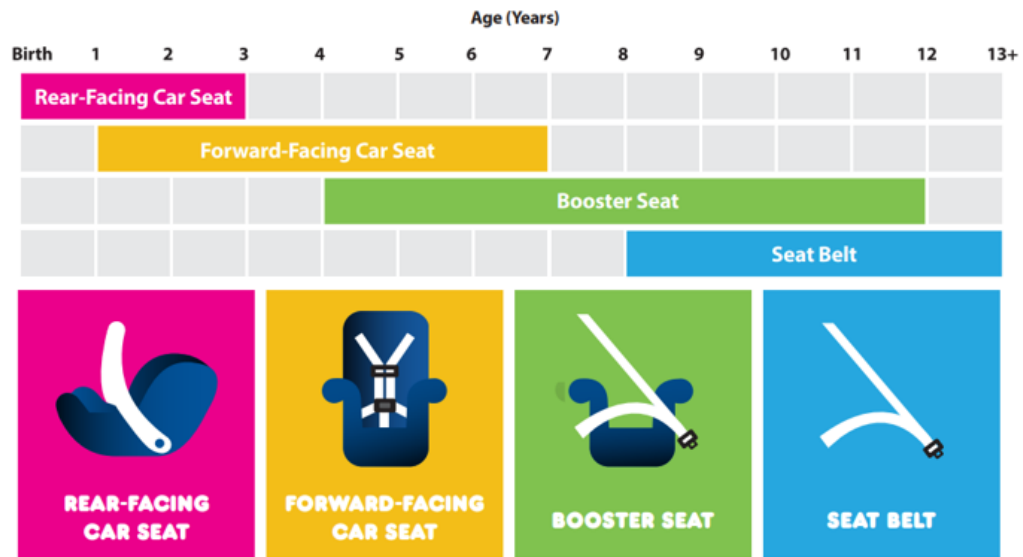 Age (Years)
Birth 1 2 3 4 5 6 7 8 9 10 11 12 13+
Rear-Facing Car Seat
Forward-Facing Car Seat
Booster Seat
Seat Belt
REAR-FACING
CAR SEAT
FORWARD-FACING
CAR SEAT
BOOSTER SEAT
SEAT BELT